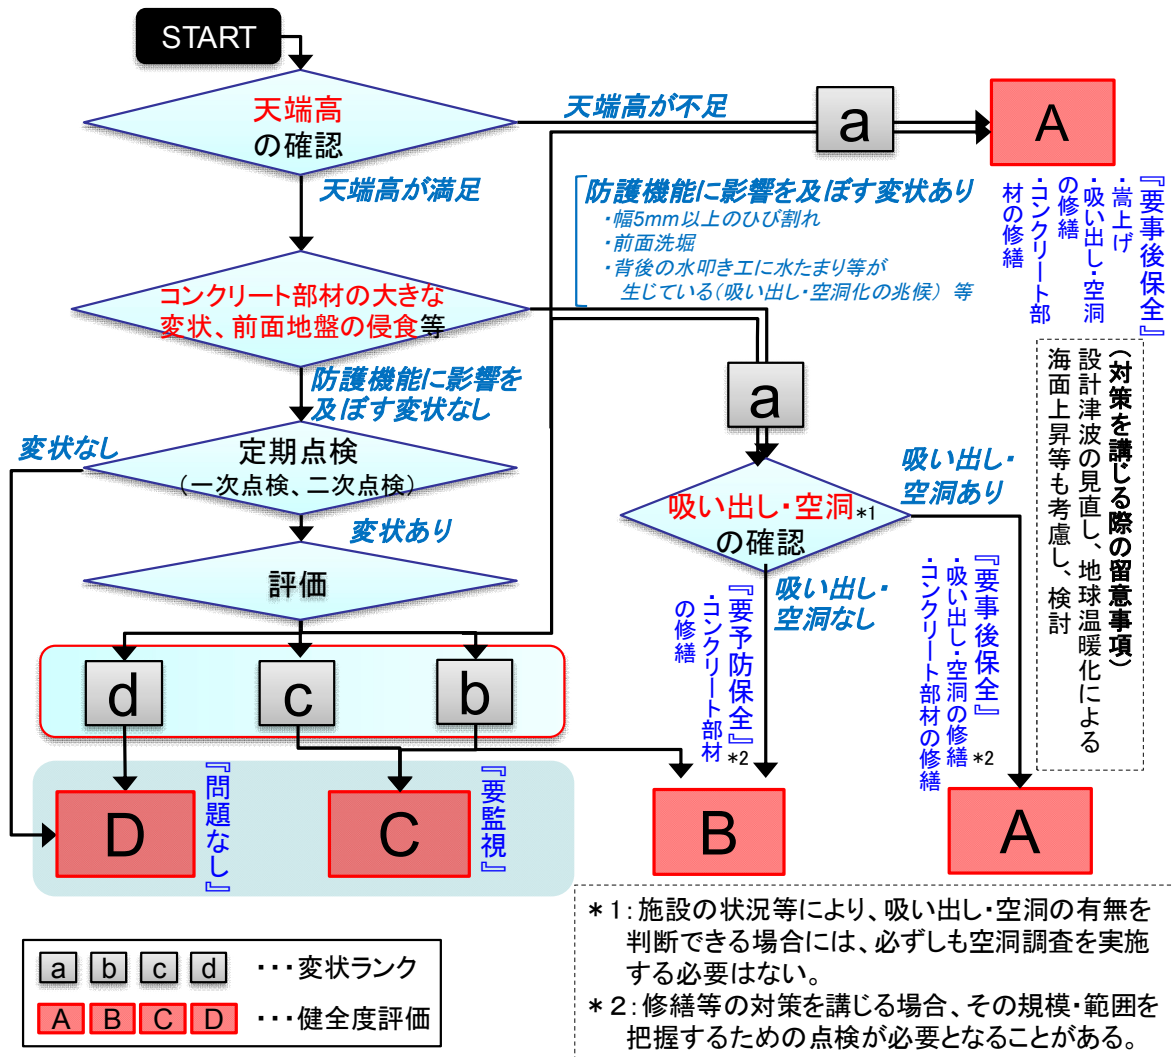 START
天端高
の確認
天端高が不足
a
A
『要事後保全』
・嵩上げ
・吸い出し・空洞
の修繕
・コンクリート部
材の修繕
天端高が満足
防護機能に影響を及ぼす変状あり
・幅5mm以上のひび割れ
・前面洗堀
・背後の水叩き工に水たまり等が
生じている(吸い出し・空洞化の兆候) 等
コンクリート部材の大きな
変状、前面地盤の侵食等
a
防護機能に影響を
及ぼす変状なし
(対策を講じる際の留意事項)
設計津波の見直し、地球温暖化による
海面上昇等も考慮し、検討
変状なし
定期点検
(一次点検、二次点検)
変状あり
吸い出し・空洞*1
の確認
吸い出し・
空洞あり
吸い出し・
空洞なし
評価
『要予防保全』*2
・コンクリート部材
の修繕
『要事後保全』*2
・吸い出し・空洞の修繕
・コンクリート部材の修繕
d
c
b
D
『問題なし』
C
『要監視』
B
A
a b c d ・・・変状ランク
A B C D ・・・健全度評価
*1:施設の状況等により、吸い出し・空洞の有無を
判断できる場合には、必ずしも空洞調査を実施
する必要はない。
*2:修繕等の対策を講じる場合、その規模・範囲を
把握するための点検が必要となることがある。